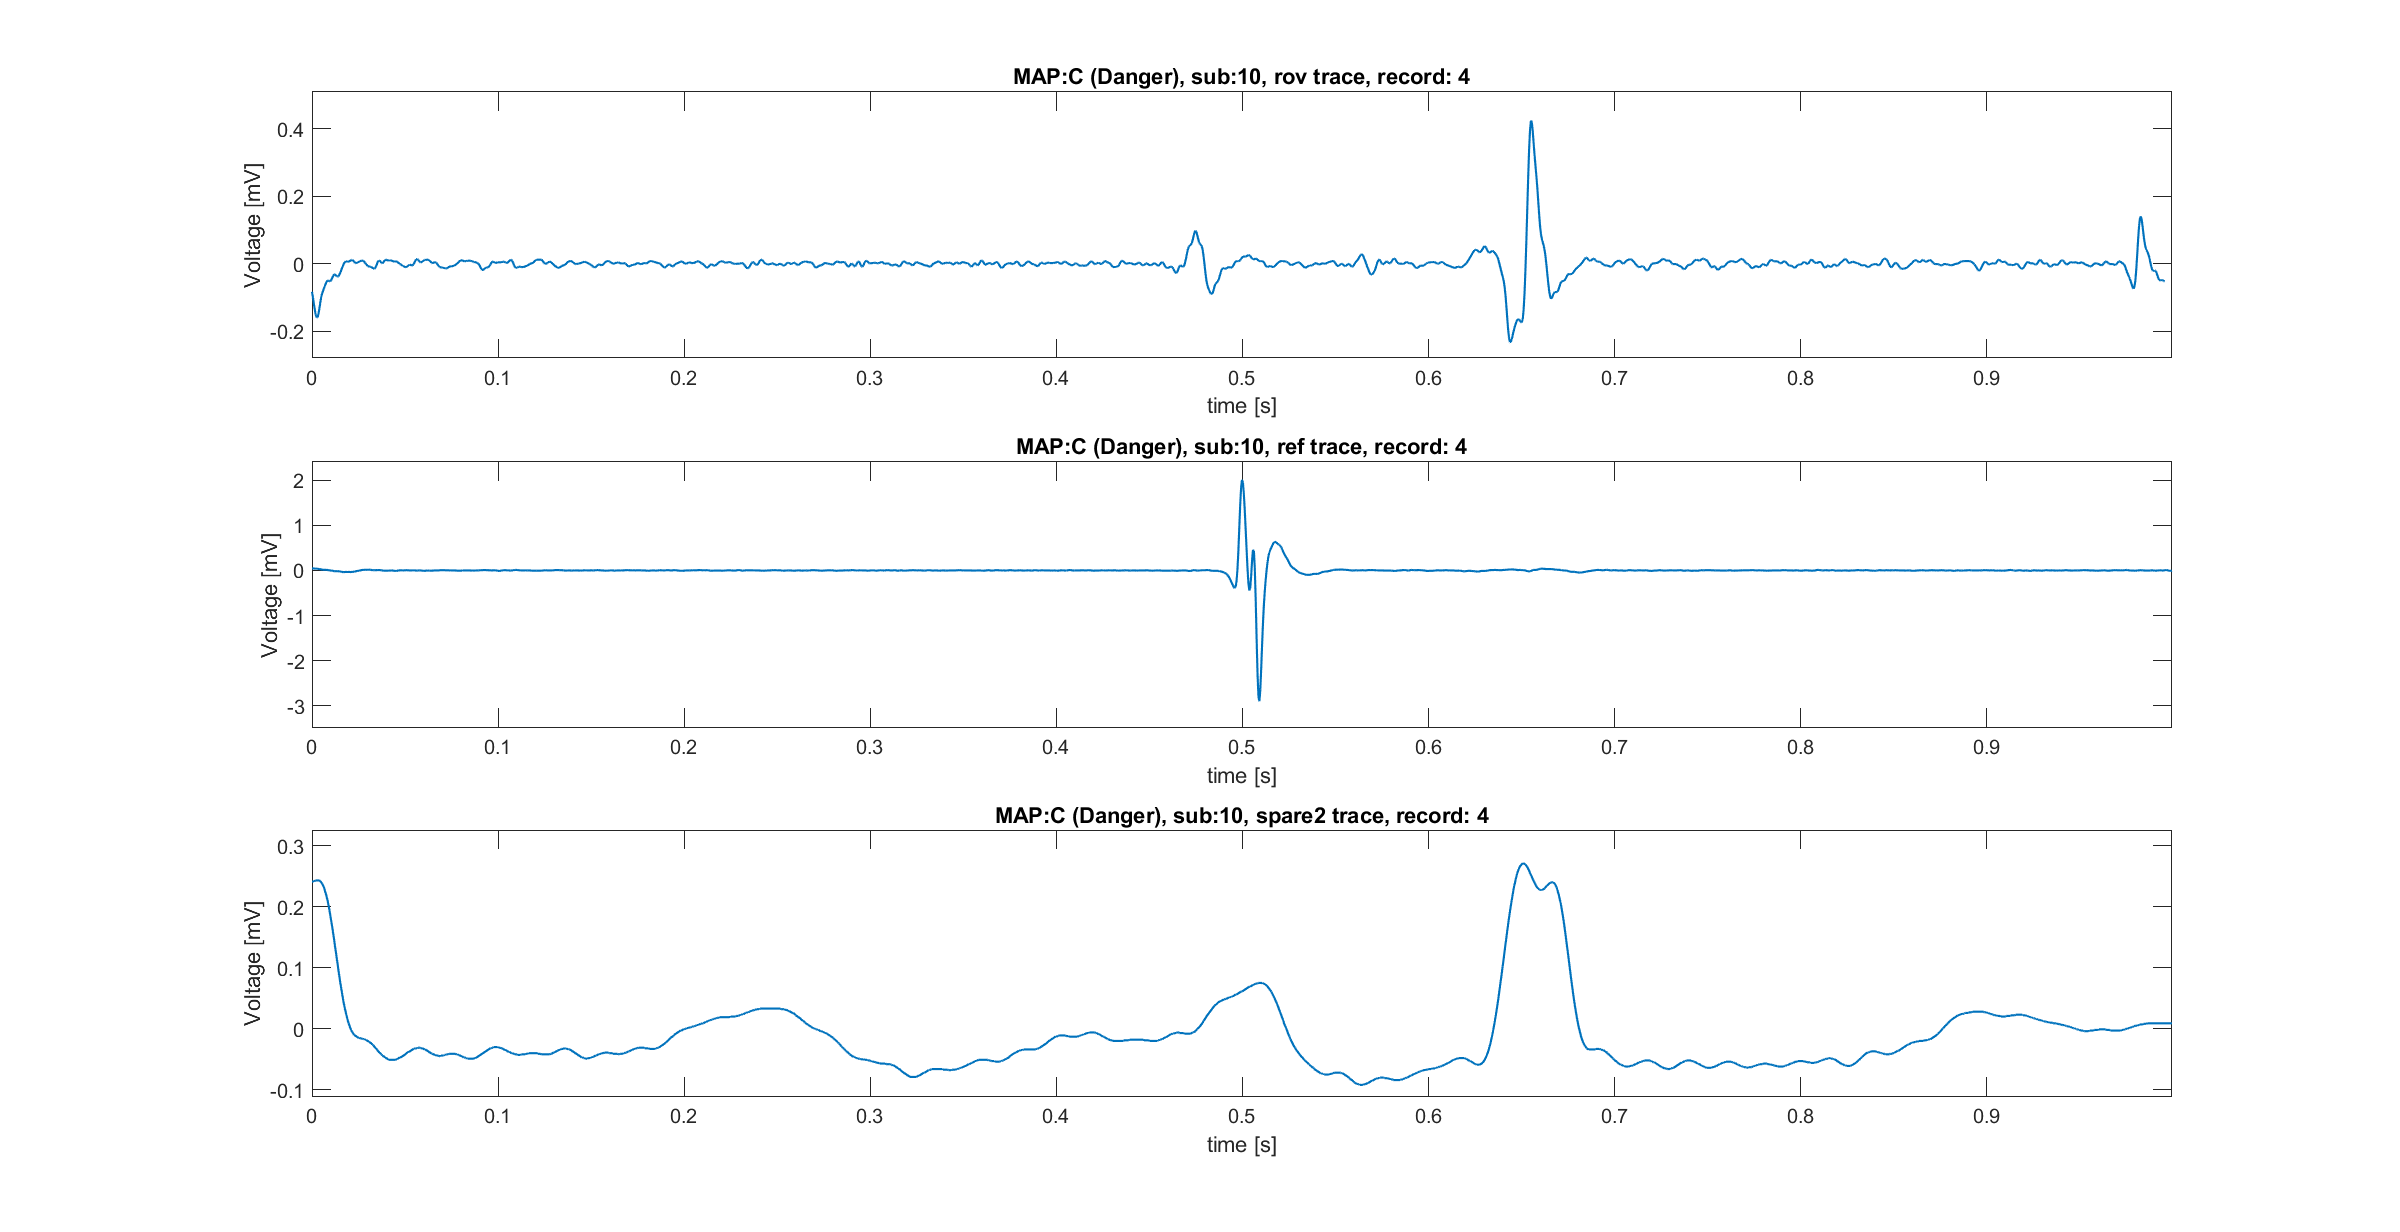 MAP:C (Danger), sub:10, rov trace, record: 4
Voltage [mV]
0.4
0.2
0
-0.2
0 0.1 0.2 0.3 0.4 0.5 0.6 0.7 0.8 0.9
time [s]
MAP:C (Danger), sub:10, ref trace, record: 4
Voltage [mV]
2
1
0
-1
-2
-3
0 0.1 0.2 0.3 0.4 0.5 0.6 0.7 0.8 0.9
time [s]
MAP:C (Danger), sub:10, spare2 trace, record: 4
Voltage [mV]
0.3
0.2
0.1
0
-0.1
0 0.1 0.2 0.3 0.4 0.5 0.6 0.7 0.8 0.9
time [s]